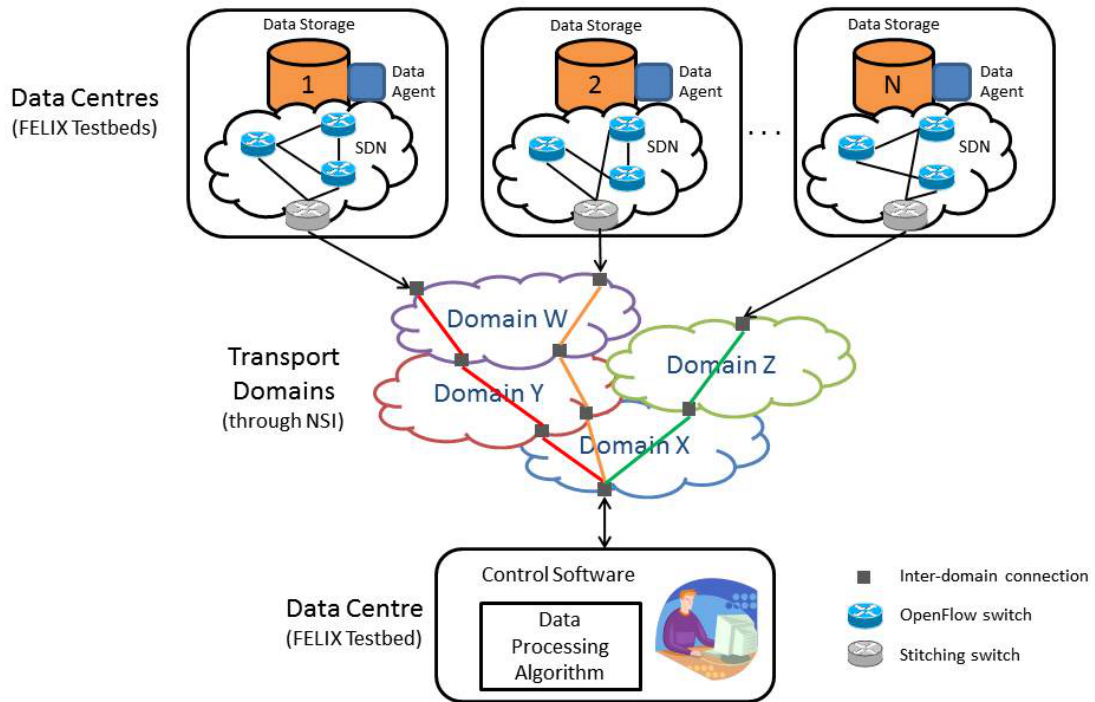 Data Storage
Data Storage
Data Storage
1
2
N
Data
Agent
Data
Agent
Data
Agent
SDN
SDN
SDN
Data Centres
(FELIX Testbeds)
. . .
Domain W
Domain Z
Domain Y
Domain X
Transport
Domains
(through NSI)
Control Software
Data
Processing
Algorithm
Data Centre
(FELIX Testbed)
Inter-domain connection
OpenFlow switch
Stitching switch